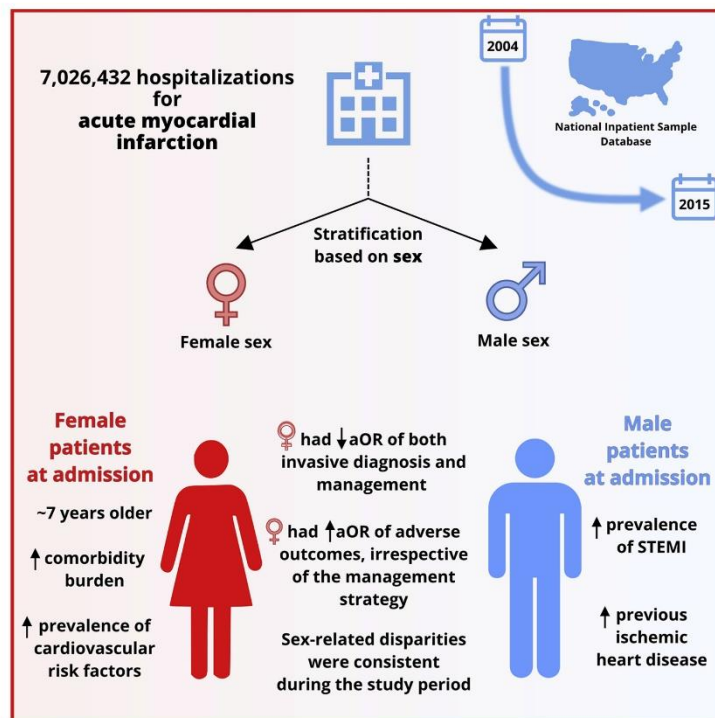 7,026,432 hospitalizations
for
acute myocardial
infarction
2004
National Inpatient Sample
Database
2015
Stratification
based on sex
Female sex
Male sex
Female
patients
at admission
~7 years older
↑ comorbidity
burden
↑ prevalence of
cardiovascular
risk factors
♀ had ↓aOR of both
invasive diagnosis and
management
♀ had ↑aOR of adverse
outcomes, irrespective
of the management
strategy
Sex-related disparities
were consistent
during the study period
Male
patients
at admission
↑ prevalence
of STEMI
↑ previous
ischemic
heart disease